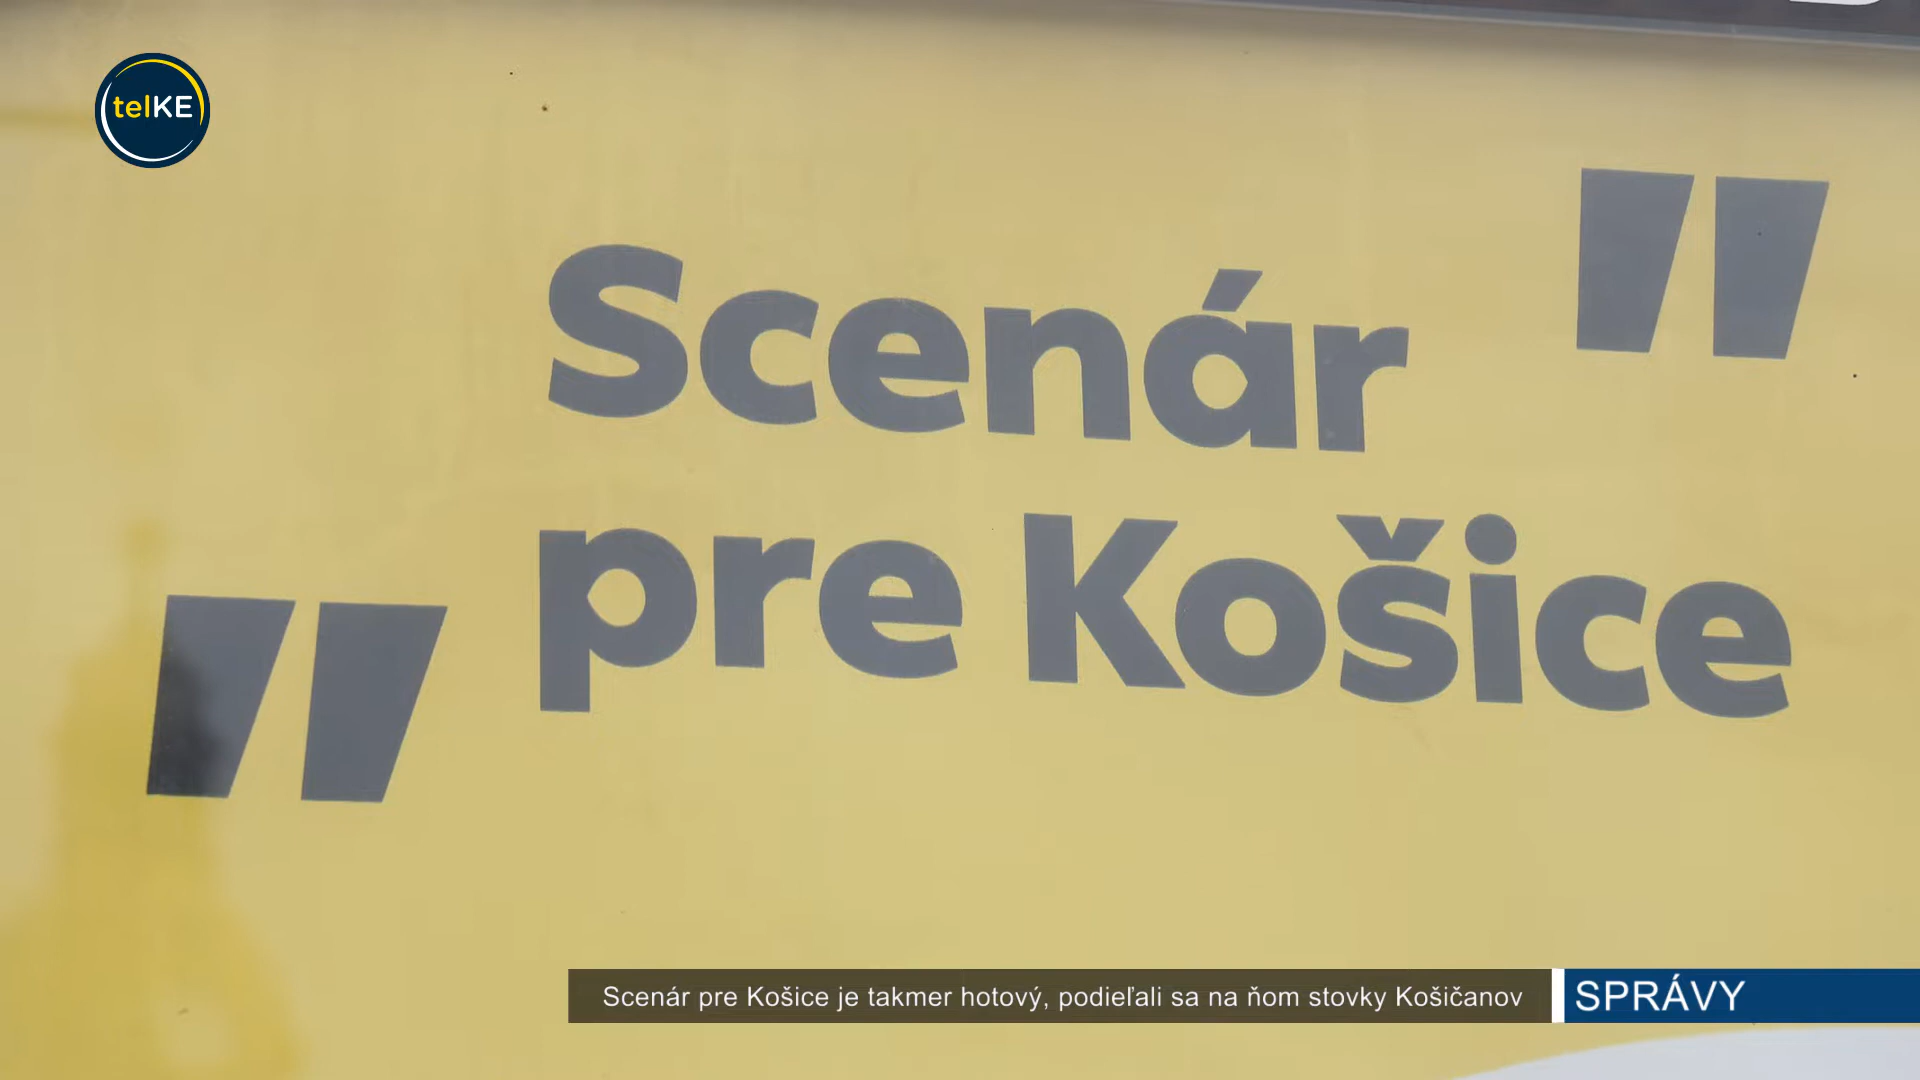 telKE
"
Scenár
pre Košice
"
Scenár pre Košice je takmer hotový, podieľali sa na ňom stovky Košičanov
SPRÁVY